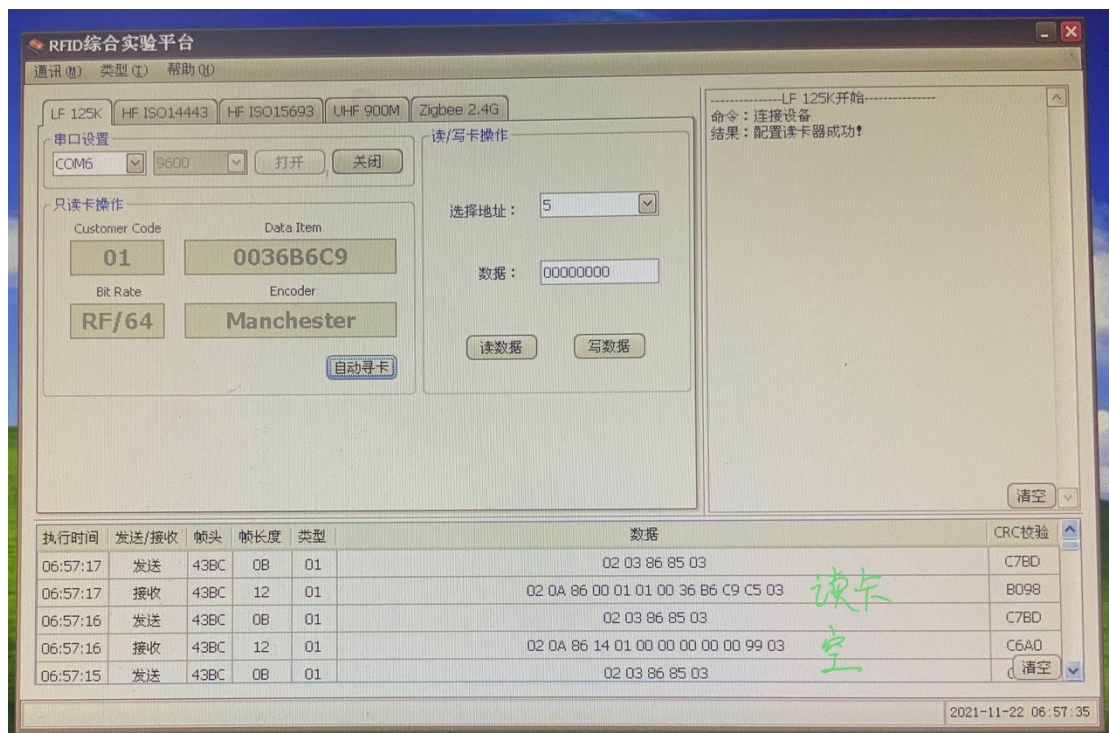 RFID综合实验平台
通讯(M) 类型(T) 帮助(H)
LF 125K HF ISO14443 HF ISO15693 UHF 900M Zigbee 2.4G
串口设置
COM6 9600 打开 关闭
只读卡操作
Customer Code Data Item
01 0036B6C9
Bit Rate Encoder
RF/64 Manchester
自动寻卡
读/写卡操作
选择地址： 5
数据： 00000000
读数据 写数据
---------------LF 125K开始---------------
命令：连接设备
结果：配置读卡器成功!
清空
执行时间 发送/接收 帧头 帧长度 类型 数据 CRC校验
06:57:17 发送 43BC 0B 01 02 03 86 85 03 C7BD
06:57:17 接收 43BC 12 01 02 0A 86 00 01 01 00 36 B6 C9 C5 03 读卡 B098
06:57:16 发送 43BC 0B 01 02 03 86 85 03 C7BD
06:57:16 接收 43BC 12 01 02 0A 86 14 01 00 00 00 00 00 99 03 空 C6A0
06:57:15 发送 43BC 0B 01 02 03 86 85 03 清空
2021-11-22 06:57:35